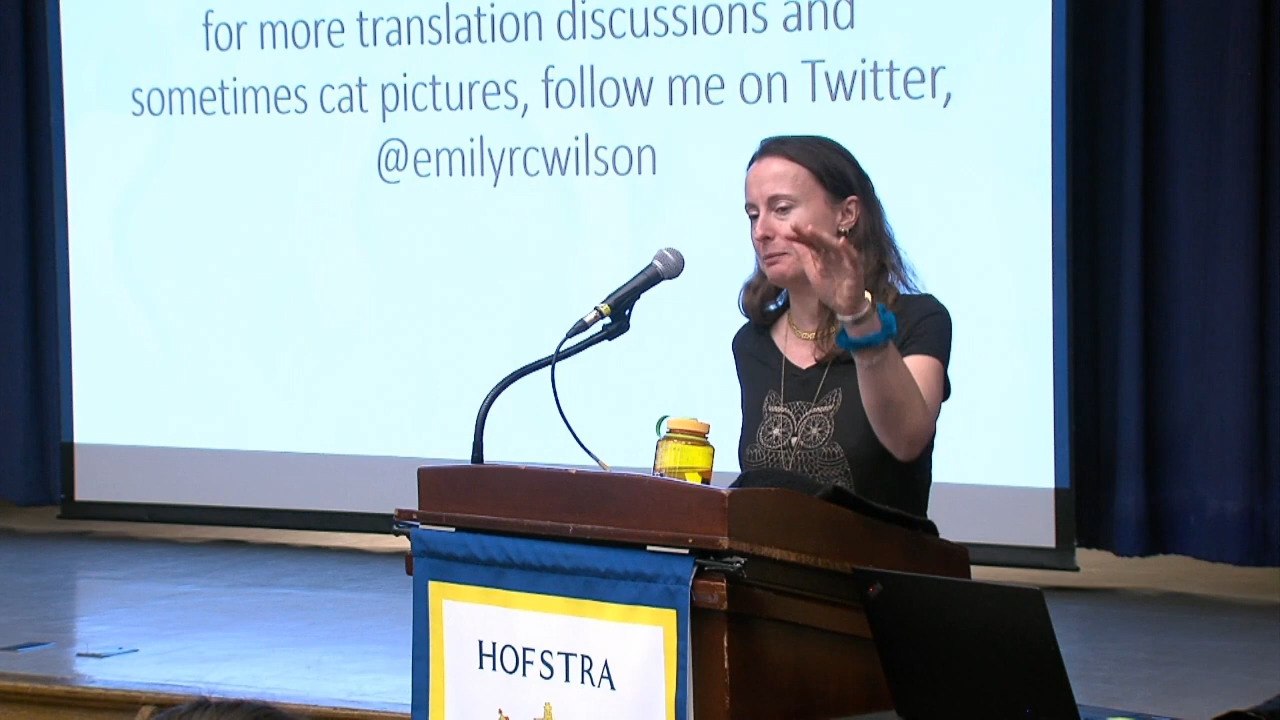 for more translation discussions and
sometimes cat pictures, follow me on Twitter,
@emilyrcwilson
HOFSTRA